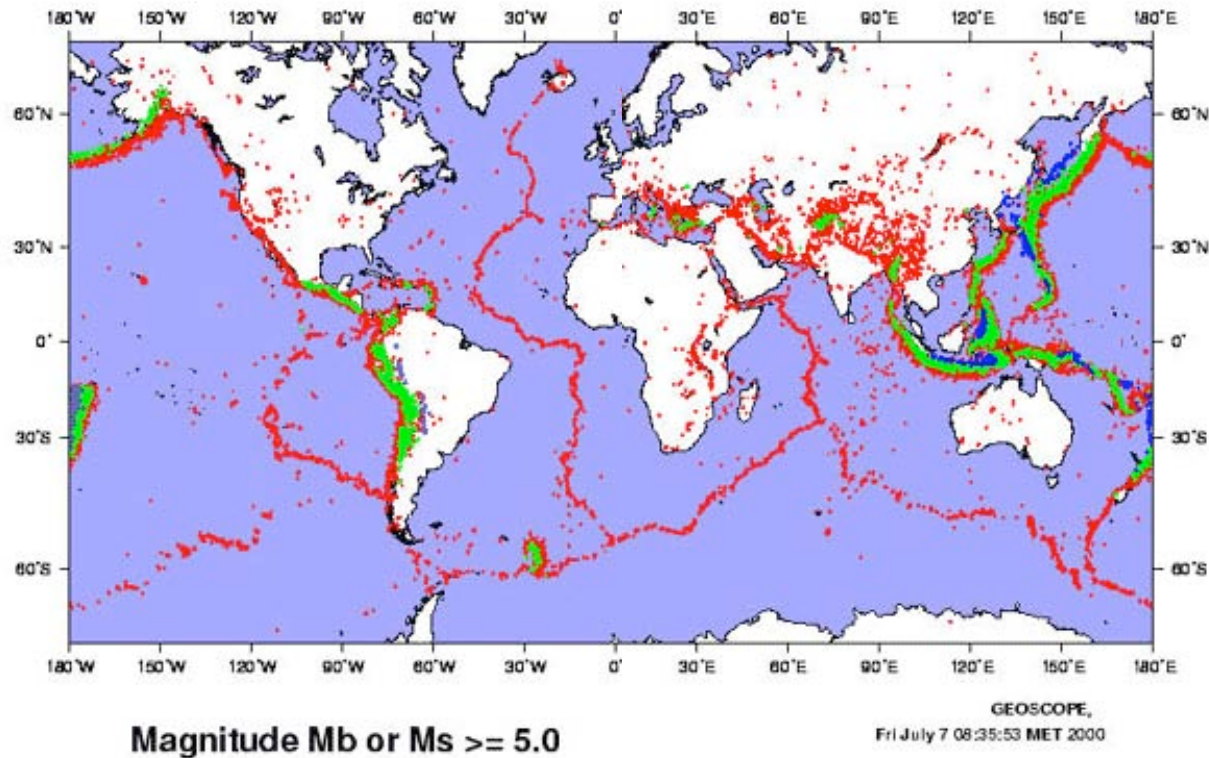 180˚W 150˚W 120˚W 90˚W 60˚W 30˚W 0˚ 30˚E 60˚E 90˚E 120˚E 150˚E 180˚E
60˚N 60˚N
30˚N 30˚N
0˚ 0˚
30˚S 30˚S
60˚S 60˚S
180˚W 150˚W 120˚W 90˚W 60˚W 30˚W 0˚ 30˚E 60˚E 90˚E 120˚E 150˚E 180˚E
GEOSCOPE,
Magnitude Mb or Ms >= 5.0
Fri July 7 08:35:53 MET 2000